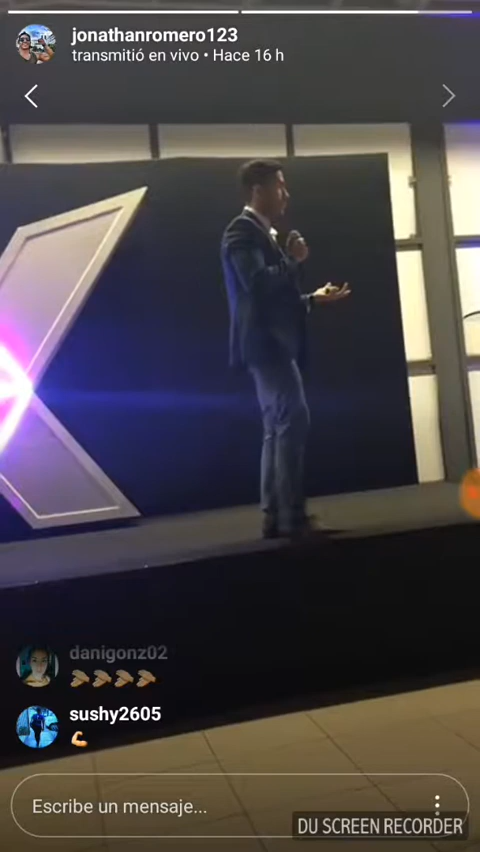 jonathanromero123
transmitió en vivo • Hace 16 h
danigonz02
sushy2605
Escribe un mensaje...
DU SCREEN RECORDER